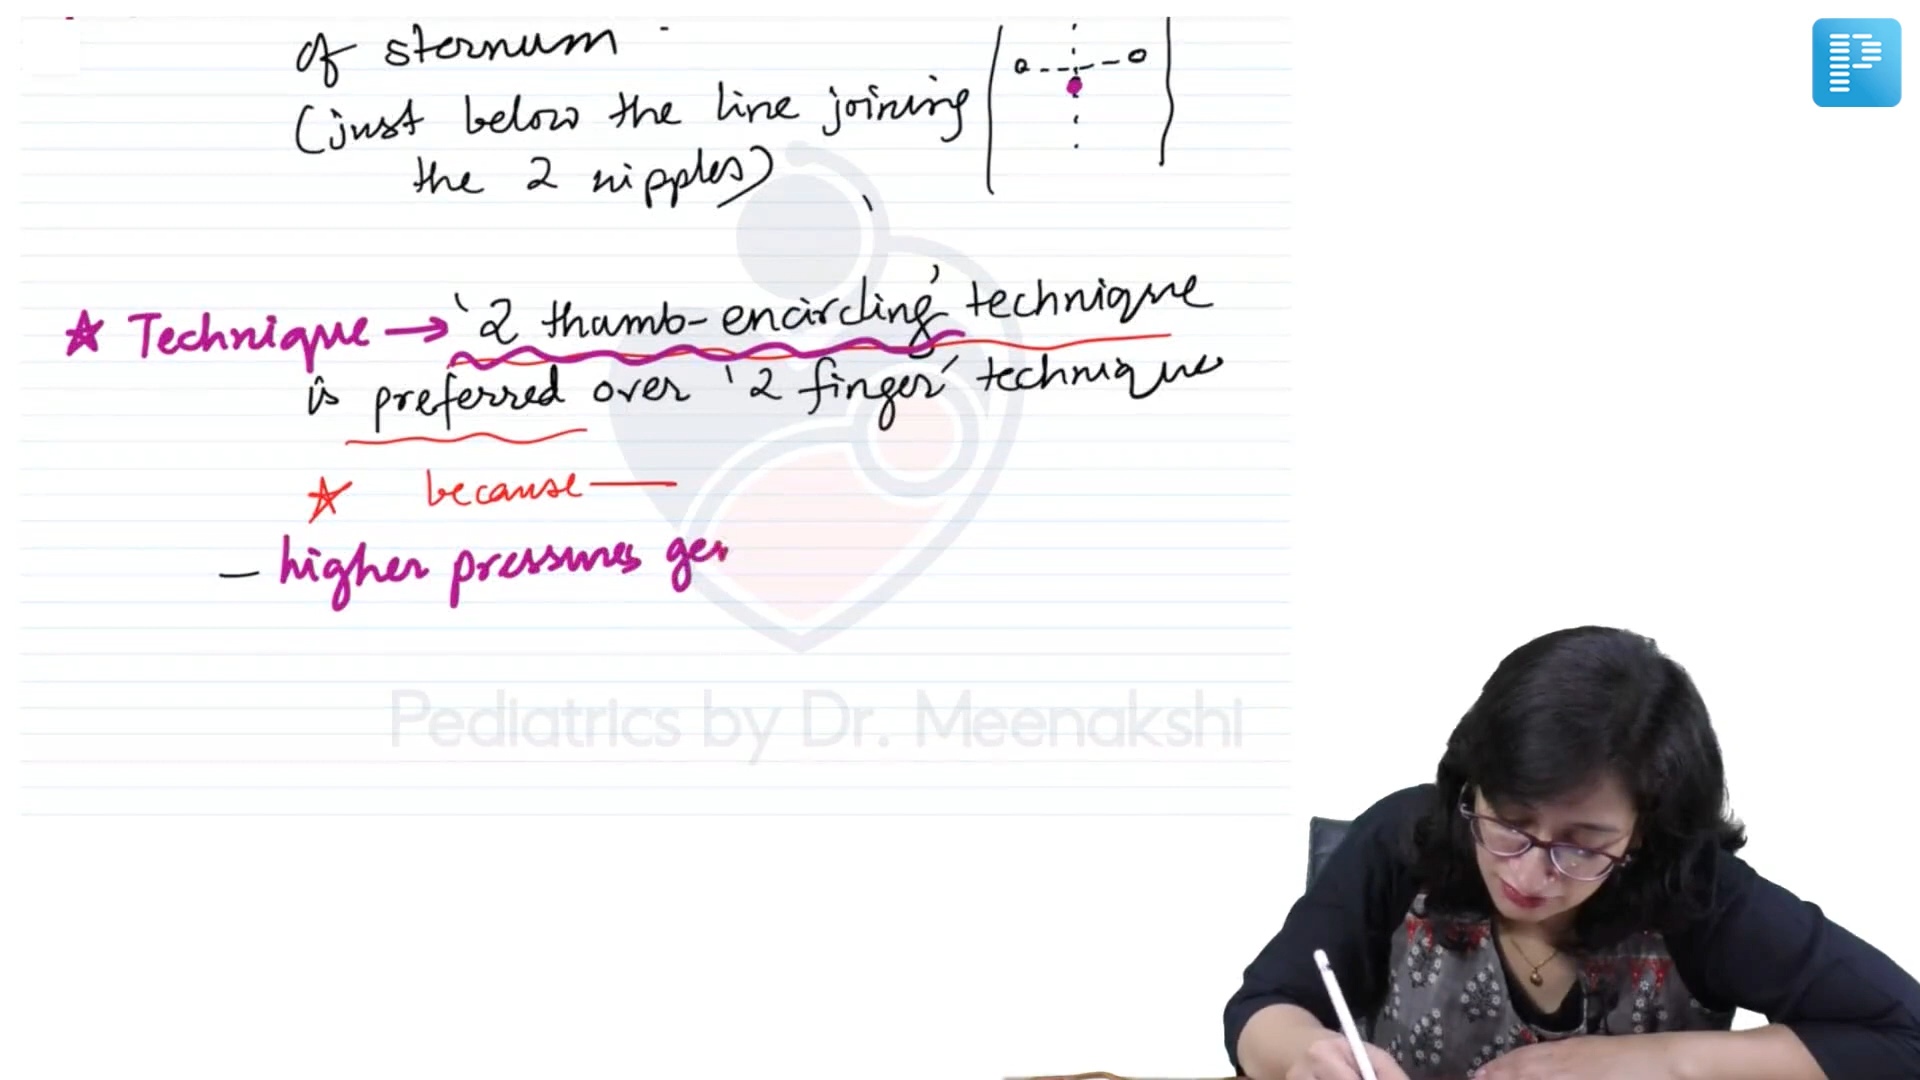 of sternum
(just below the line joining
the 2 nipples)
☆ Technique → '2 thumb-encircling' technique
is preferred over '2 finger' technique
☆ because —
- higher pressures gen
Pediatrics by Dr. Meenakshi
P